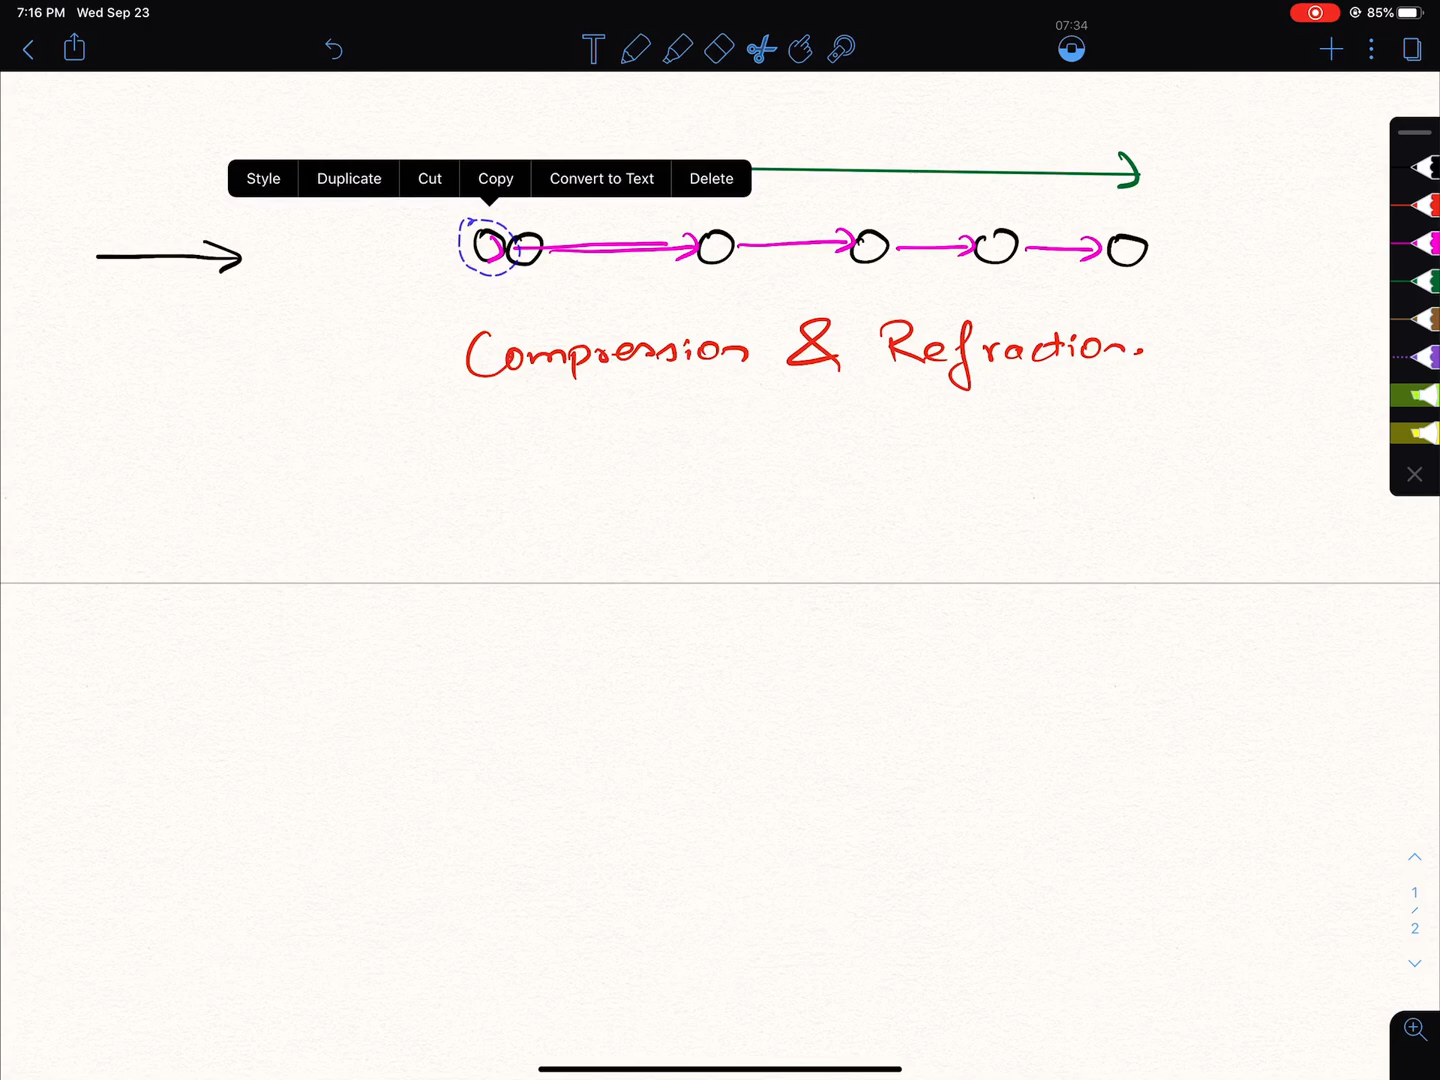 7:16 PM Wed Sep 23
85%
07:34
T
Style Duplicate Cut Copy Convert to Text Delete
Compression & Refraction.
1
2